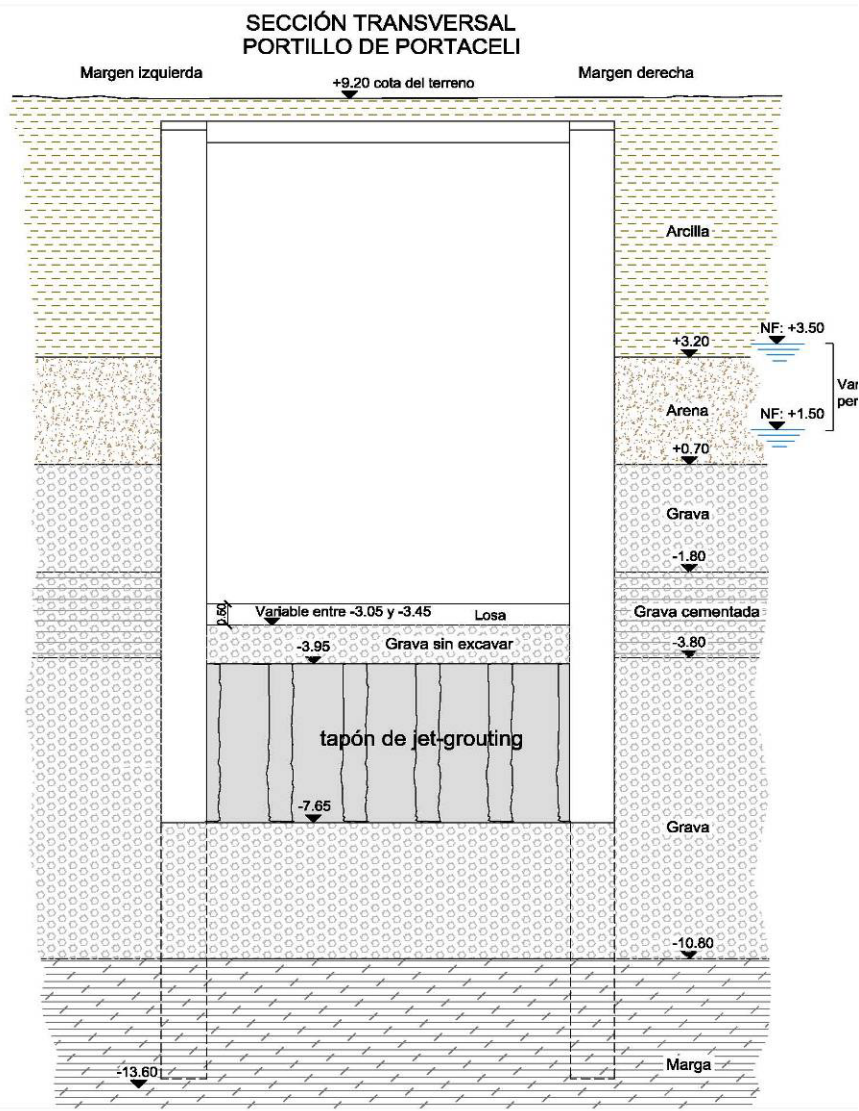 SECCIÓN TRANSVERSAL
PORTILLO DE PORTACELI
Margen izquierda
Margen derecha
+9.20 cota del terreno
Arcilla
NF: +3.50
+3.20
Var
per
Arena
NF: +1.50
+0.70
Grava
-1.80
0.60
Variable entre -3.05 y -3.45
Losa
Grava cementada
-3.95
Grava sin excavar
-3.80
tapón de jet-grouting
-7.65
Grava
-10.80
Marga
-13.60